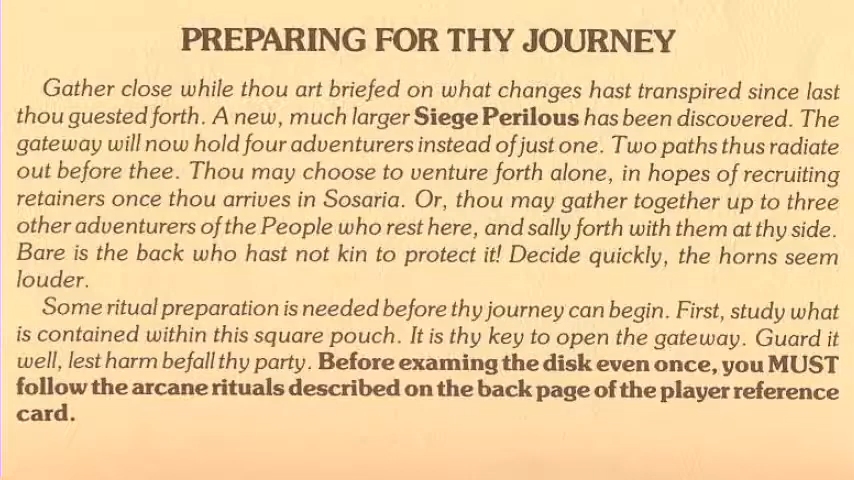 PREPARING FOR THY JOURNEY
Gather close while thou art briefed on what changes hast transpired since last
thou guested forth. A new, much larger Siege Perilous has been discovered. The
gateway will now hold four adventurers instead of just one. Two paths thus radiate
out before thee. Thou may choose to venture forth alone, in hopes of recruiting
retainers once thou arrives in Sosaria. Or, thou may gather together up to three
other adventurers of the People who rest here, and sally forth with them at thy side.
Bare is the back who hast not kin to protect it! Decide quickly, the horns seem
louder.
Some ritual preparation is needed before thy journey can begin. First, study what
is contained within this square pouch. It is thy key to open the gateway. Guard it
well, lest harm befall thy party. Before examining the disk even once, you MUST
follow the arcane rituals described on the back page of the player reference
card.